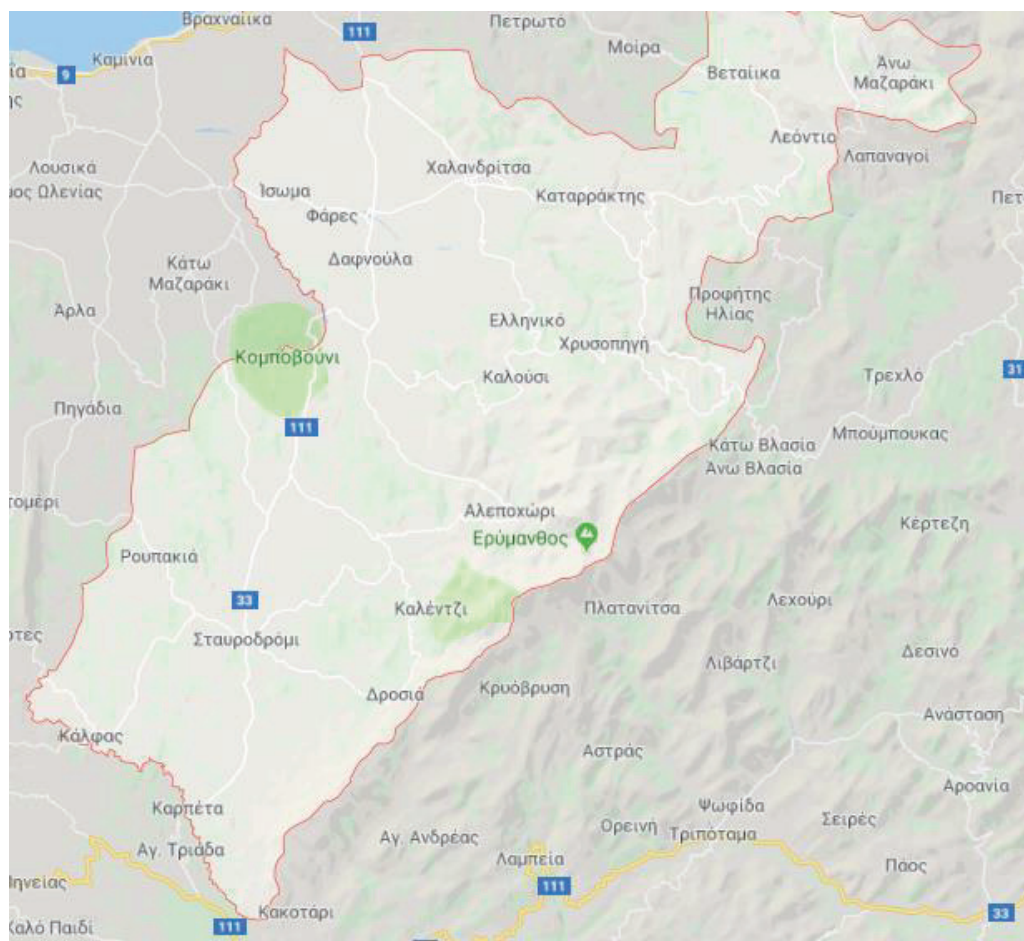 Βραχναίικα
111
Πετρωτό
Μοίρα
Καμίνια
9
Βεταίικα
Άνω
Μαζαράκι
Λεόντιο
Λαπαναγοί
Λουσικά
Χαλανδρίτσα
Καταρράκτης
Ίσωμα
Φάρες
Δαφνούλα
Κάτω
Μαζαράκι
Προφήτης
Ηλίας
Άρλα
Ελληνικό
Χρυσοπηγή
Κομποβούνι
Καλούσι
Τρεχλό
31
Πηγάδια
111
Μπούμπουκας
Κάτω Βλασία
Άνω Βλασία
Αλεποχώρι
Κέρτεζη
Ερύμανθος
Ρουπακιά
33
Καλέντζι
Πλατανίτσα
Λεχούρι
Σταυροδρόμι
Δεσινό
Λιβάρτζι
Δροσιά
Κρυόβρυση
Ανάσταση
Κάλφας
Αστράς
Αροανία
Καρπέτα
Ψωφίδα
Ορεινή
Τριπόταμα
Σειρές
Αγ. Ανδρέας
Αγ. Τριάδα
Λαμπεία
Πάος
111
Κακοτάρι
33
Καλό Παιδί
111